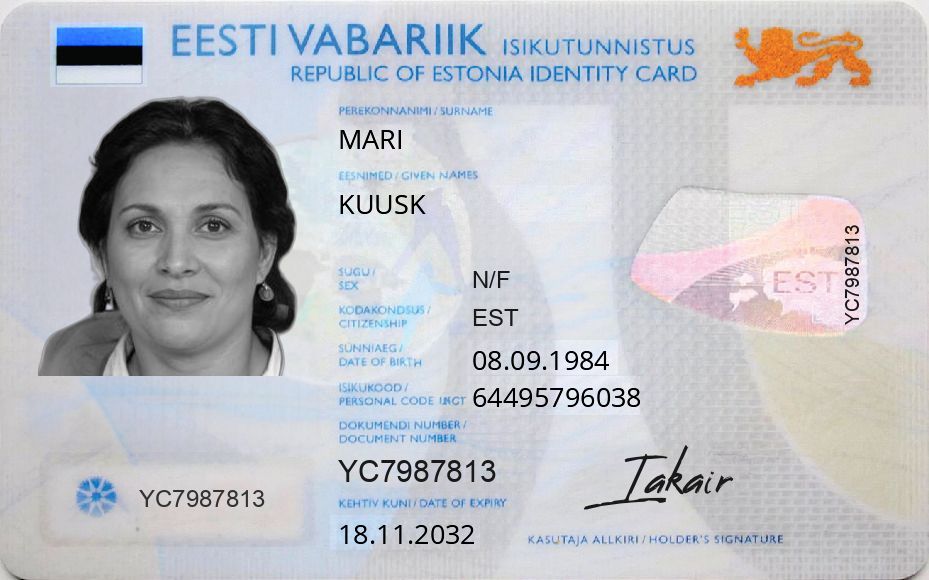 EESTI VABARIIK ISIKUTUNNISTUS
REPUBLIC OF ESTONIA IDENTITY CARD
PEREKONNANIMI / SURNAME
MARI
EESNIMED / GIVEN NAMES
KUUSK
SUGU / SEX
N/F
KODAKONDSUS / CITIZENSHIP
EST
SÜNNIAEG / DATE OF BIRTH
08.09.1984
ISIKUKOOD / PERSONAL CODE
64495796038
DOKUMENDI NUMBER / DOCUMENT NUMBER
YC7987813
KEHTIV KUNI / DATE OF EXPIRY
18.11.2032
YC7987813
EST
YC7987813
Iakair
KASUTAJA ALLKIRI / HOLDER'S SIGNATURE